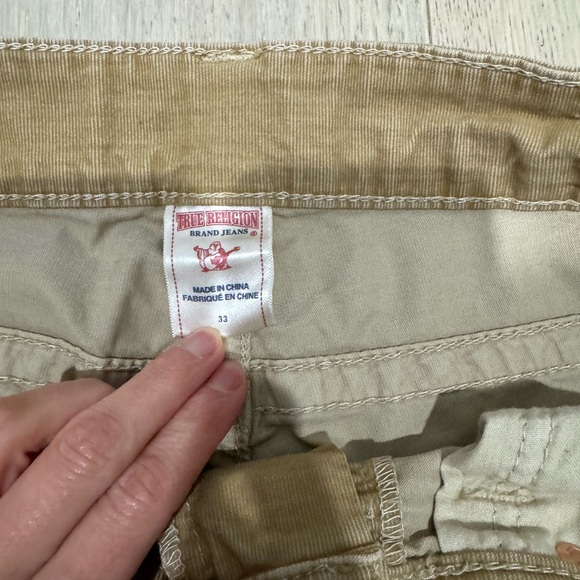 TRUE RELIGION
BRAND JEANS ®
MADE IN CHINA
FABRIQUÉ EN CHINE
33